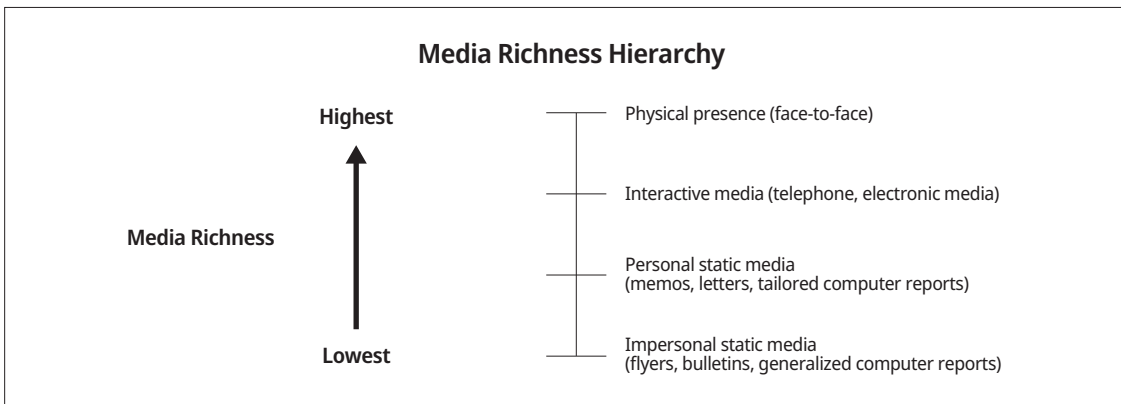 Media Richness Hierarchy
Highest
Physical presence (face-to-face)
Interactive media (telephone, electronic media)
Media Richness
Personal static media
(memos, letters, tailored computer reports)
Lowest
Impersonal static media
(flyers, bulletins, generalized computer reports)